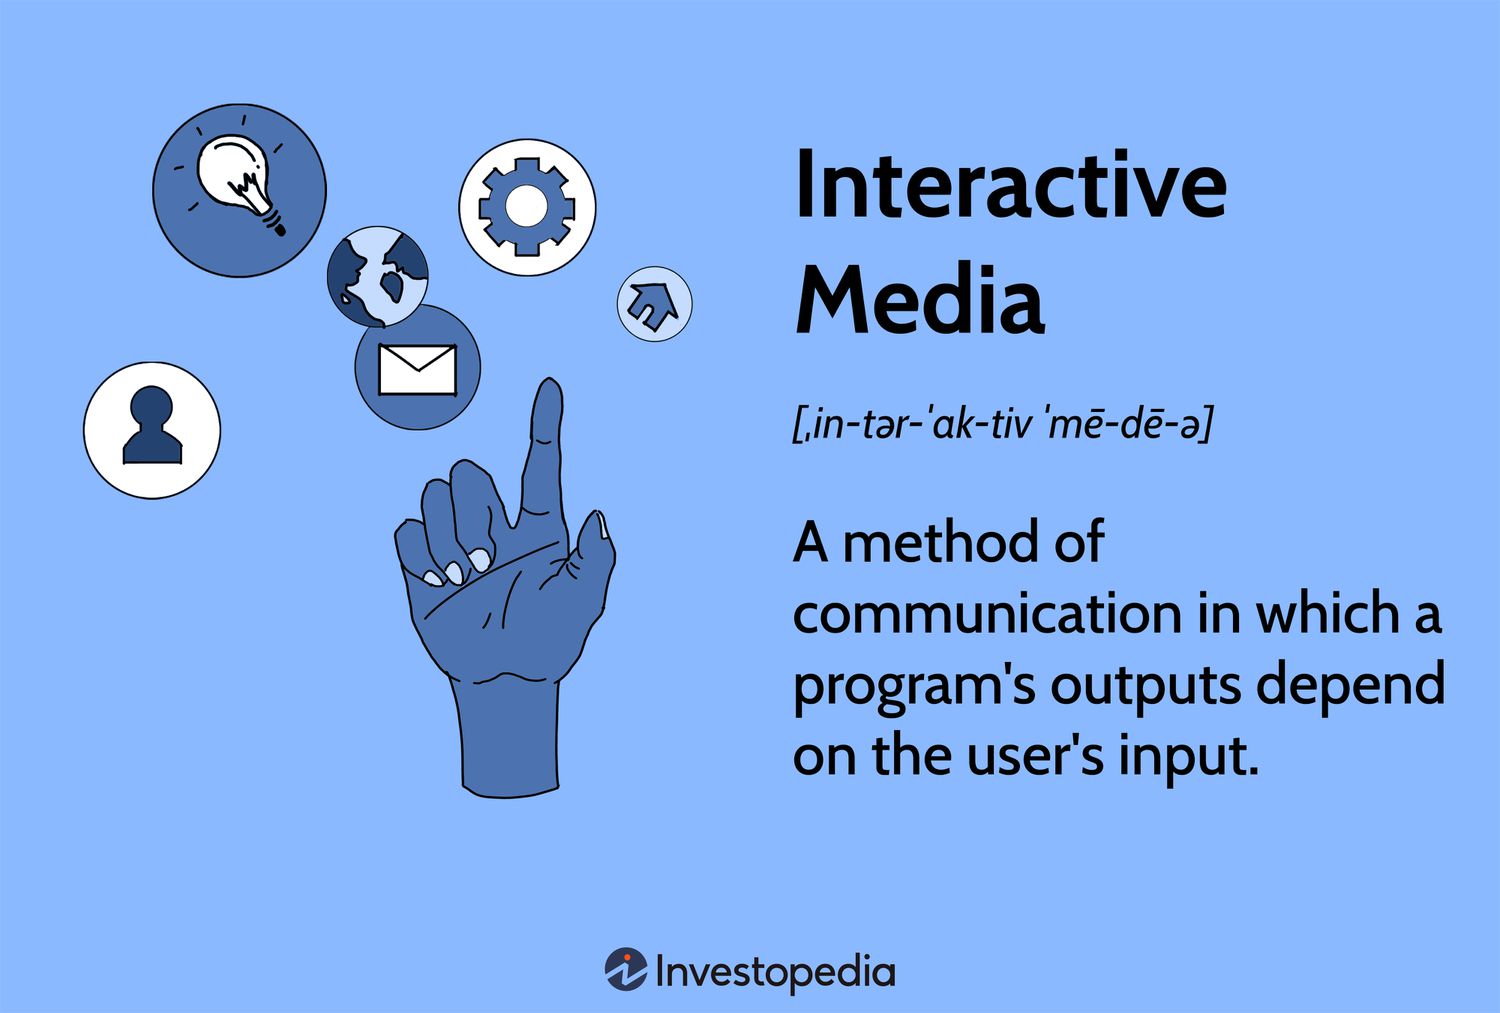 Interactive
Media
[ˌin-tər-ˈak-tiv ˈmē-dē-ə]
A method of
communication in which a
program's outputs depend
on the user's input.
Investopedia